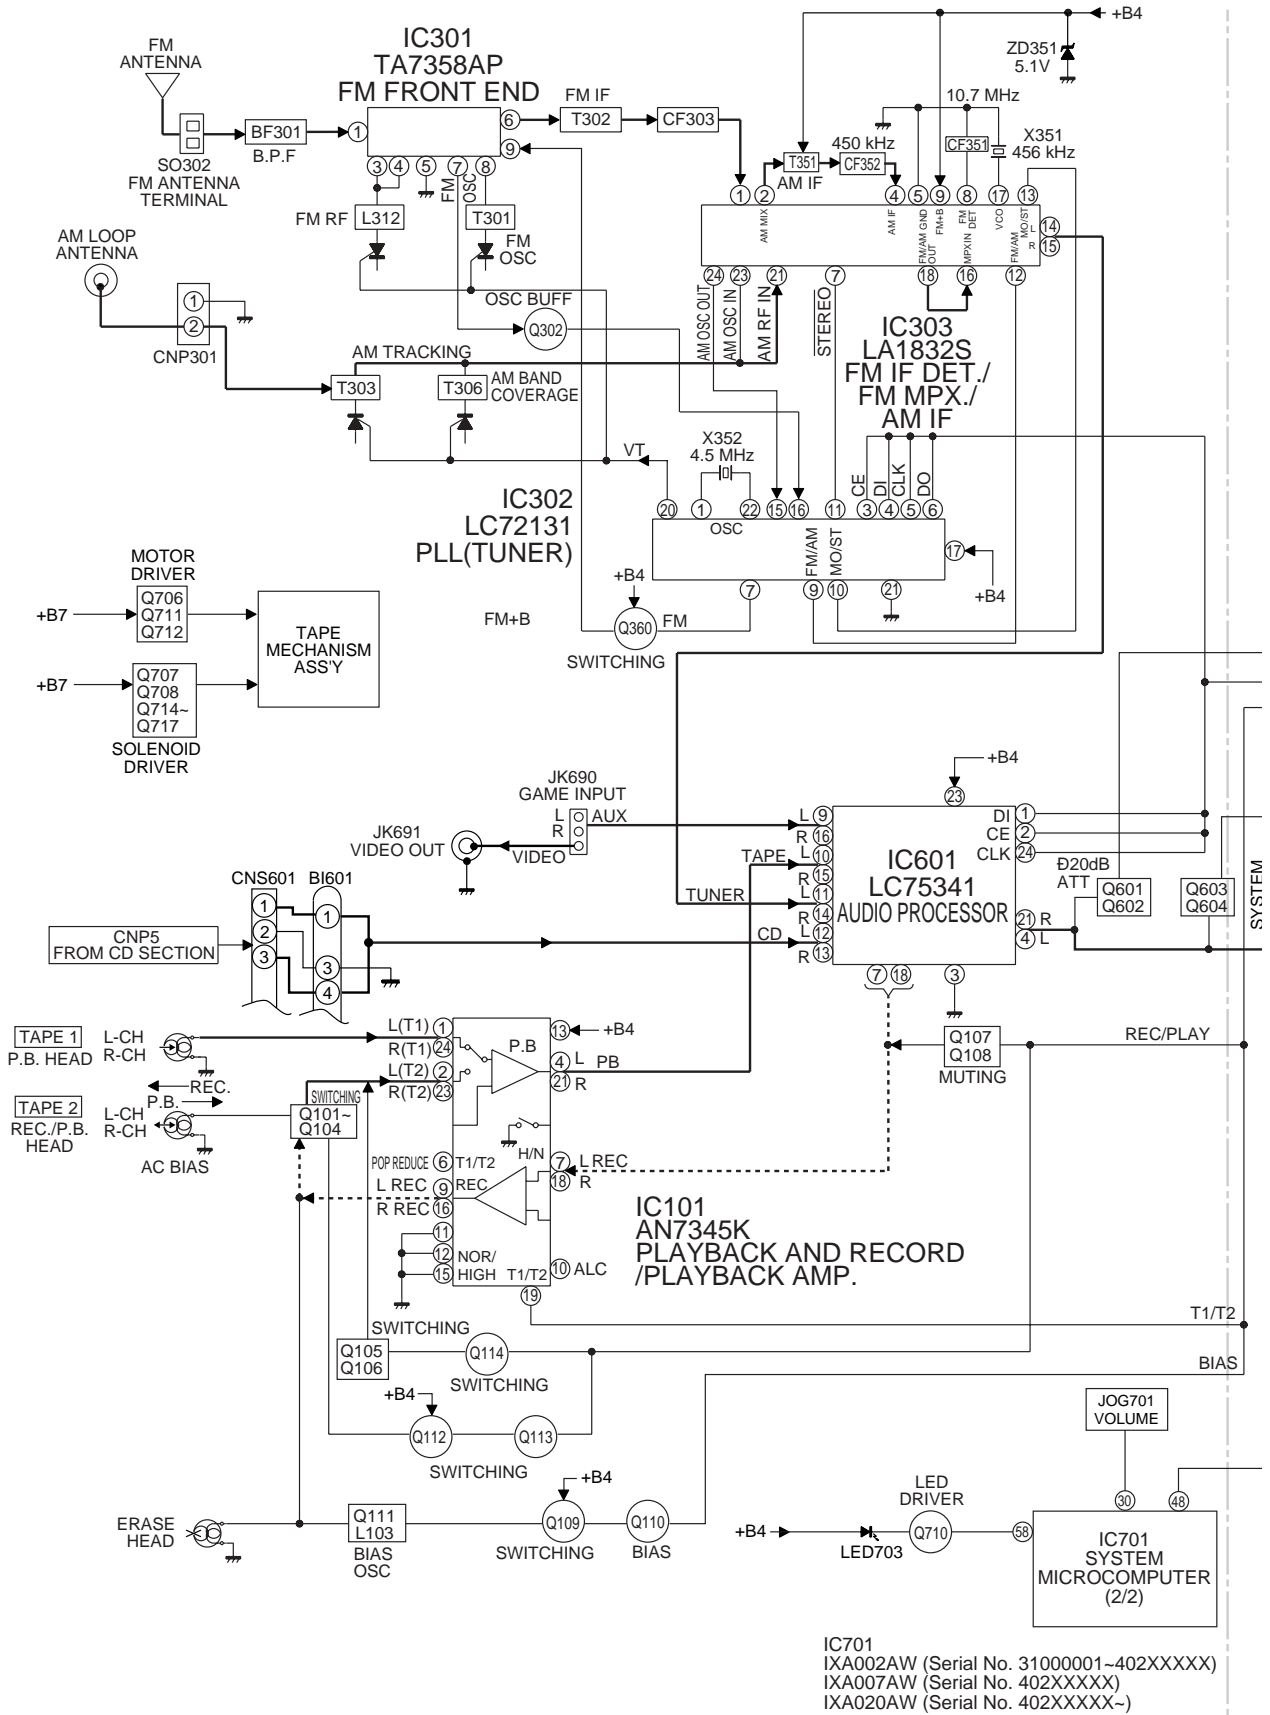 FM
ANTENNA
IC301
TA7358AP
FM FRONT END
FM IF
T302
CF303
BF301
B.P.F
SO302
FM ANTENNA
TERMINAL
1
6
9
3
4
5
7
8
FM
OSC
FM RF
L312
T301
FM
OSC
+B4
ZD351
5.1V
10.7 MHz
X351
456 kHz
450 kHz
T351
CF352
CF351
AM IF
1
2
4
5
9
8
17
13
AM MIX
AM IF
FM/AM GND
OUT
FM+B
FM
DET
MPXIN
VCO
FM/AM
MO/ST
L
R
14
15
24
23
21
7
18
16
12
AM OSC OUT
AM OSC IN
AM RF IN
STEREO
IC303
LA1832S
FM IF DET./
FM MPX./
AM IF
AM LOOP
ANTENNA
1
2
CNP301
OSC BUFF
Q302
AM TRACKING
T303
T306
AM BAND
COVERAGE
VT
X352
4.5 MHz
IC302
LC72131
PLL(TUNER)
CE
DI
CLK
DO
20
1
22
15
16
11
3
4
5
6
OSC
FM/AM
MO/ST
17
+B4
7
9
10
21
+B4
FM+B
Q360
FM
SWITCHING
MOTOR
DRIVER
+B7
Q706
Q711
Q712
TAPE
MECHANISM
ASS'Y
+B7
Q707
Q708
Q714~
Q717
SOLENOID
DRIVER
JK690
GAME INPUT
L
R
AUX
VIDEO
JK691
VIDEO OUT
+B4
23
L 9
R 16
TAPE
L 10
R 15
TUNER
L 11
R 14
CD
L 12
R 13
IC601
LC75341
AUDIO PROCESSOR
DI 1
CE 2
CLK 24
21 R
4 L
7
18
3
Ð20dB
ATT
Q601
Q602
Q603
Q604
SYSTEM
CNS601
BI601
1
2
3
1
3
4
CNP5
FROM CD SECTION
TAPE 1
P.B. HEAD
L-CH
R-CH
REC.
P.B.
TAPE 2
REC./P.B.
HEAD
L-CH
R-CH
AC BIAS
SWITCHING
Q101~
Q104
L(T1) 1
R(T1) 24
L(T2) 2
R(T2) 23
P.B
13
+B4
4 L
21 R
PB
H/N
POP REDUCE 6 T1/T2
L REC 9 REC
R REC 16
7 L REC
18 R
11
12 NOR/
15 HIGH
T1/T2
10 ALC
19
IC101
AN7345K
PLAYBACK AND RECORD
/PLAYBACK AMP.
Q107
Q108
MUTING
REC/PLAY
T1/T2
BIAS
SWITCHING
Q105
Q106
Q114
SWITCHING
+B4
Q112
Q113
SWITCHING
+B4
ERASE
HEAD
Q111
L103
BIAS
OSC
Q109
SWITCHING
Q110
BIAS
JOG701
VOLUME
LED
DRIVER
+B4
LED703
Q710
58
30
48
IC701
SYSTEM
MICROCOMPUTER
(2/2)
IC701
IXA002AW (Serial No. 31000001~402XXXXX)
IXA007AW (Serial No. 402XXXXX)
IXA020AW (Serial No. 402XXXXX~)